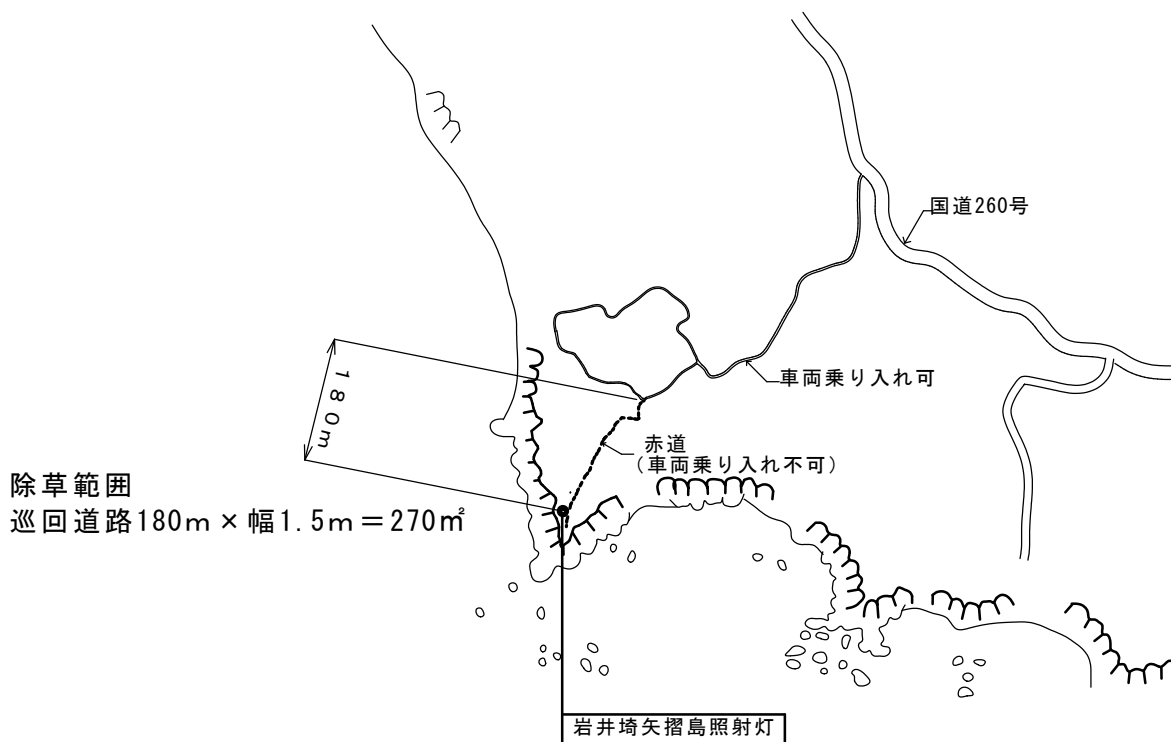 国道260号
車両乗り入れ可
180m
赤道
(車両乗り入れ不可)
除草範囲
巡回道路180m×幅1.5m=270㎡
岩井埼矢摺島照射灯